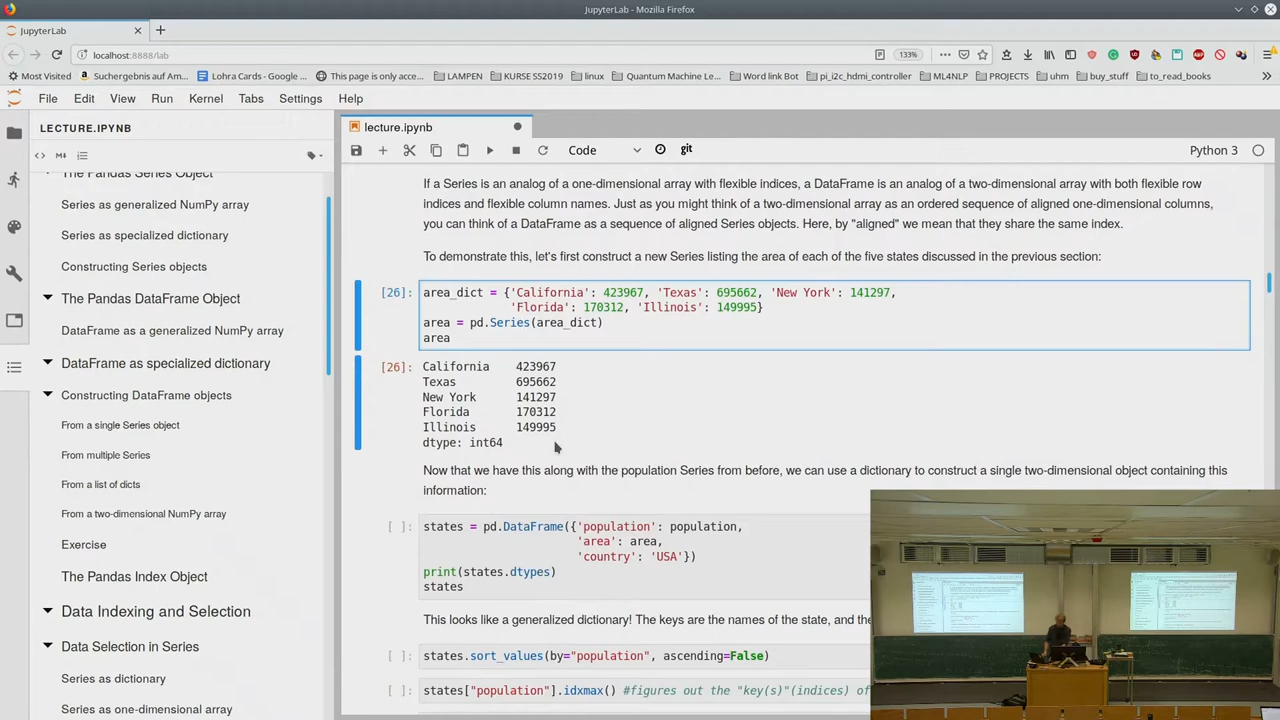 JupyterLab - Mozilla Firefox
JupyterLab
localhost:8888/lab
133%
Most Visited
Suchergebnis auf Am...
Lohra Cards - Google ...
This page is only acce...
LAMPEN
KURSE SS2019
linux
Quantum Machine Le...
Word link Bot
pi_i2c_hdmi_controller
ML4NLP
PROJECTS
uhm
buy_stuff
to_read_books
File Edit View Run Kernel Tabs Settings Help
LECTURE.IPYNB
The Pandas Series Object
Series as generalized NumPy array
Series as specialized dictionary
Constructing Series objects
The Pandas DataFrame Object
DataFrame as a generalized NumPy array
DataFrame as specialized dictionary
Constructing DataFrame objects
From a single Series object
From multiple Series
From a list of dicts
From a two-dimensional NumPy array
Exercise
The Pandas Index Object
Data Indexing and Selection
Data Selection in Series
Series as dictionary
Series as one-dimensional array
lecture.ipynb
Code
git
Python 3
If a Series is an analog of a one-dimensional array with flexible indices, a DataFrame is an analog of a two-dimensional array with both flexible row
indices and flexible column names. Just as you might think of a two-dimensional array as an ordered sequence of aligned one-dimensional columns,
you can think of a DataFrame as a sequence of aligned Series objects. Here, by "aligned" we mean that they share the same index.
To demonstrate this, let's first construct a new Series listing the area of each of the five states discussed in the previous section:
[26]: area_dict = {'California': 423967, 'Texas': 695662, 'New York': 141297,
'Florida': 170312, 'Illinois': 149995}
area = pd.Series(area_dict)
area
[26]: California 423967
Texas 695662
New York 141297
Florida 170312
Illinois 149995
dtype: int64
Now that we have this along with the population Series from before, we can use a dictionary to construct a single two-dimensional object containing this
information:
[ ]: states = pd.DataFrame({'population': population,
'area': area,
'country': 'USA'})
print(states.dtypes)
states
This looks like a generalized dictionary! The keys are the names of the state, and the
[ ]: states.sort_values(by="population", ascending=False)
[ ]: states["population"].idxmax() #figures out the "key(s)"(indices) of